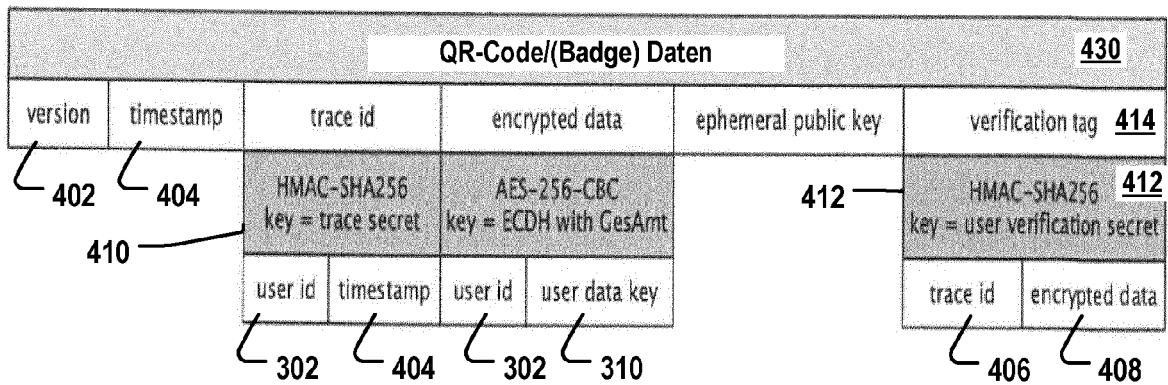 QR-Code/(Badge) Daten 430
version timestamp trace id encrypted data ephemeral public key verification tag 414
402 404
HMAC-SHA256 AES-256-CBC 412 HMAC-SHA256 412
key = trace secret key = ECDH with GesAmt key = user verification secret
410
user id timestamp user id user data key trace id encrypted data
302 404 302 310 406 408